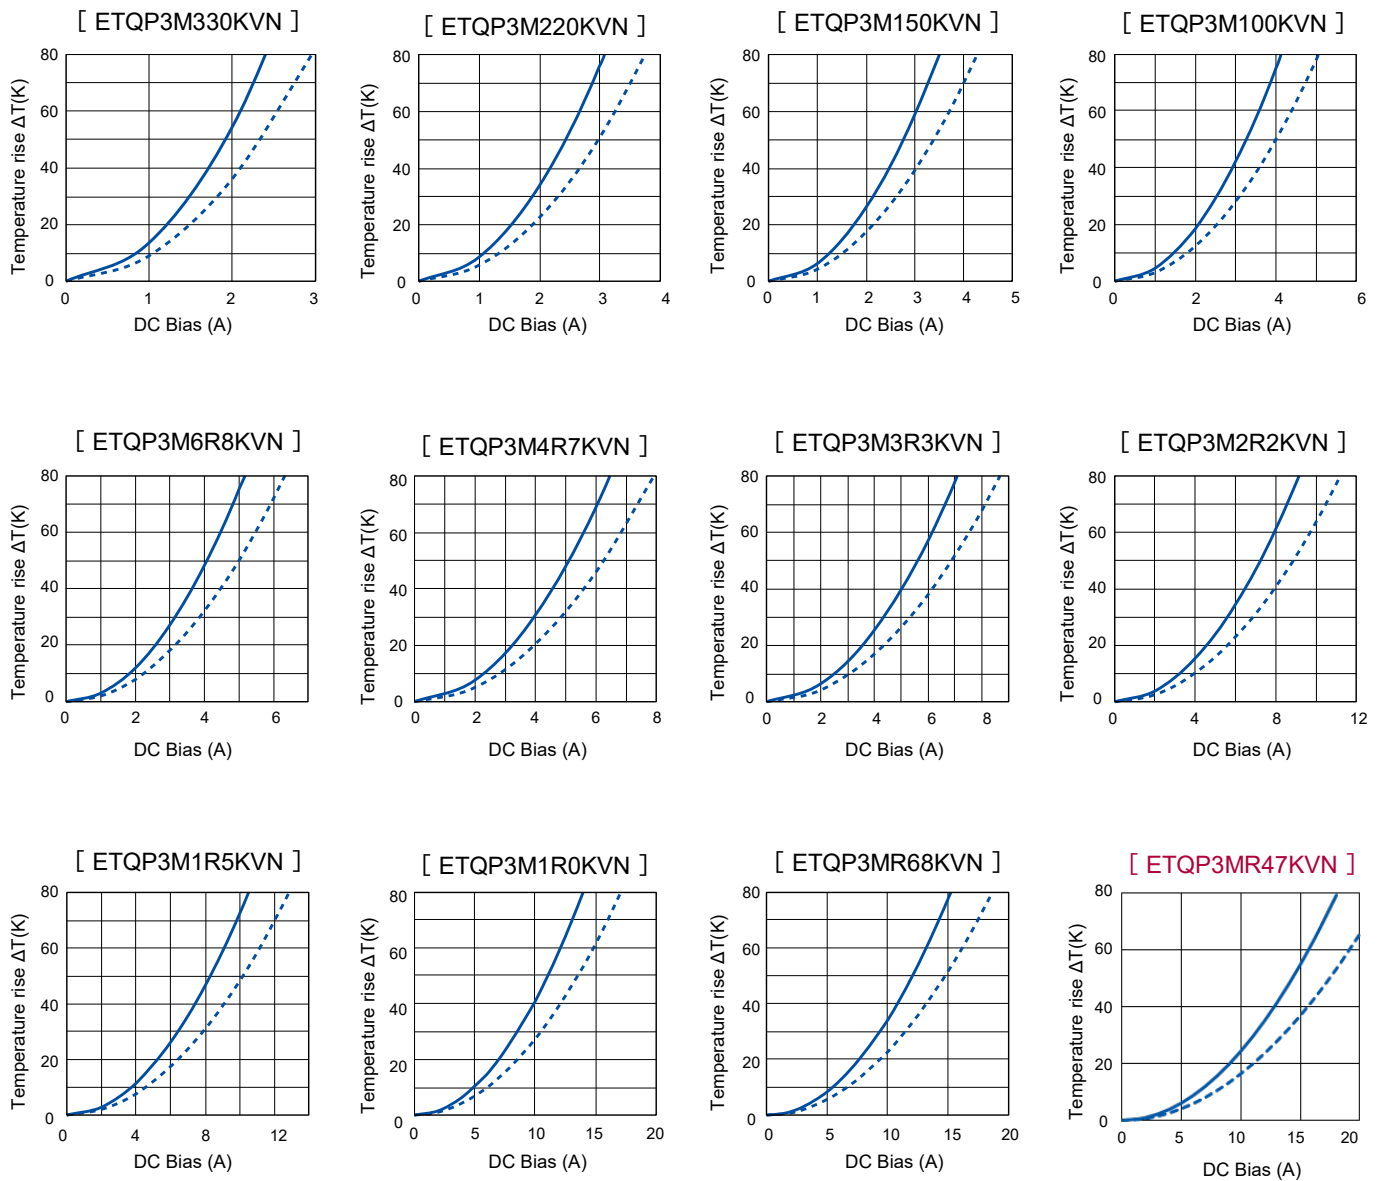 [ ETQP3M330KVN ]
80
60
40
20
0
Temperature rise ΔT(K)
0 1 2 3
DC Bias (A)
[ ETQP3M220KVN ]
80
60
40
20
0
Temperature rise ΔT(K)
0 1 2 3 4
DC Bias (A)
[ ETQP3M150KVN ]
80
60
40
20
0
Temperature rise ΔT(K)
0 1 2 3 4 5
DC Bias (A)
[ ETQP3M100KVN ]
80
60
40
20
0
Temperature rise ΔT(K)
0 2 4 6
DC Bias (A)
[ ETQP3M6R8KVN ]
80
60
40
20
0
Temperature rise ΔT(K)
0 2 4 6
DC Bias (A)
[ ETQP3M4R7KVN ]
80
60
40
20
0
Temperature rise ΔT(K)
0 2 4 6 8
DC Bias (A)
[ ETQP3M3R3KVN ]
80
60
40
20
0
Temperature rise ΔT(K)
0 2 4 6 8
DC Bias (A)
[ ETQP3M2R2KVN ]
80
60
40
20
0
Temperature rise ΔT(K)
0 4 8 12
DC Bias (A)
[ ETQP3M1R5KVN ]
80
60
40
20
0
Temperature rise ΔT(K)
0 4 8 12
DC Bias (A)
[ ETQP3M1R0KVN ]
80
60
40
20
0
Temperature rise ΔT(K)
0 5 10 15 20
DC Bias (A)
[ ETQP3MR68KVN ]
80
60
40
20
0
Temperature rise ΔT(K)
0 5 10 15 20
DC Bias (A)
[ ETQP3MR47KVN ]
80
60
40
20
0
Temperature rise ΔT(K)
0 5 10 15 20
DC Bias (A)